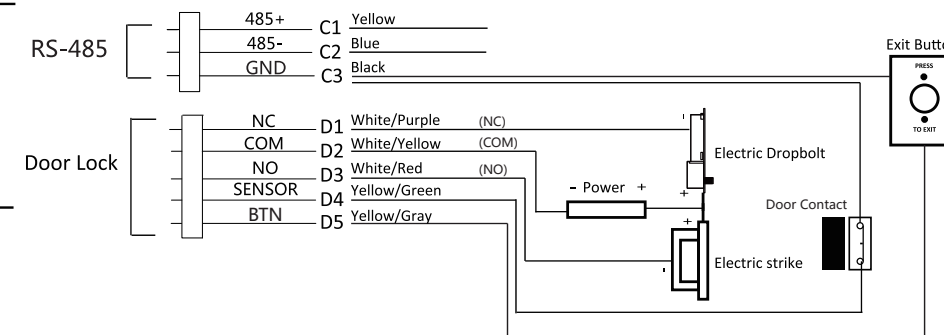 RS-485
485+ C1 Yellow
485- C2 Blue
GND C3 Black
Door Lock
NC D1 White/Purple (NC)
COM D2 White/Yellow (COM)
NO D3 White/Red (NO)
SENSOR D4 Yellow/Green
BTN D5 Yellow/Gray
- Power +
-
Electric Dropbolt
+
+
-
Electric strike
Door Contact
Exit Butto
PRESS
TO EXIT